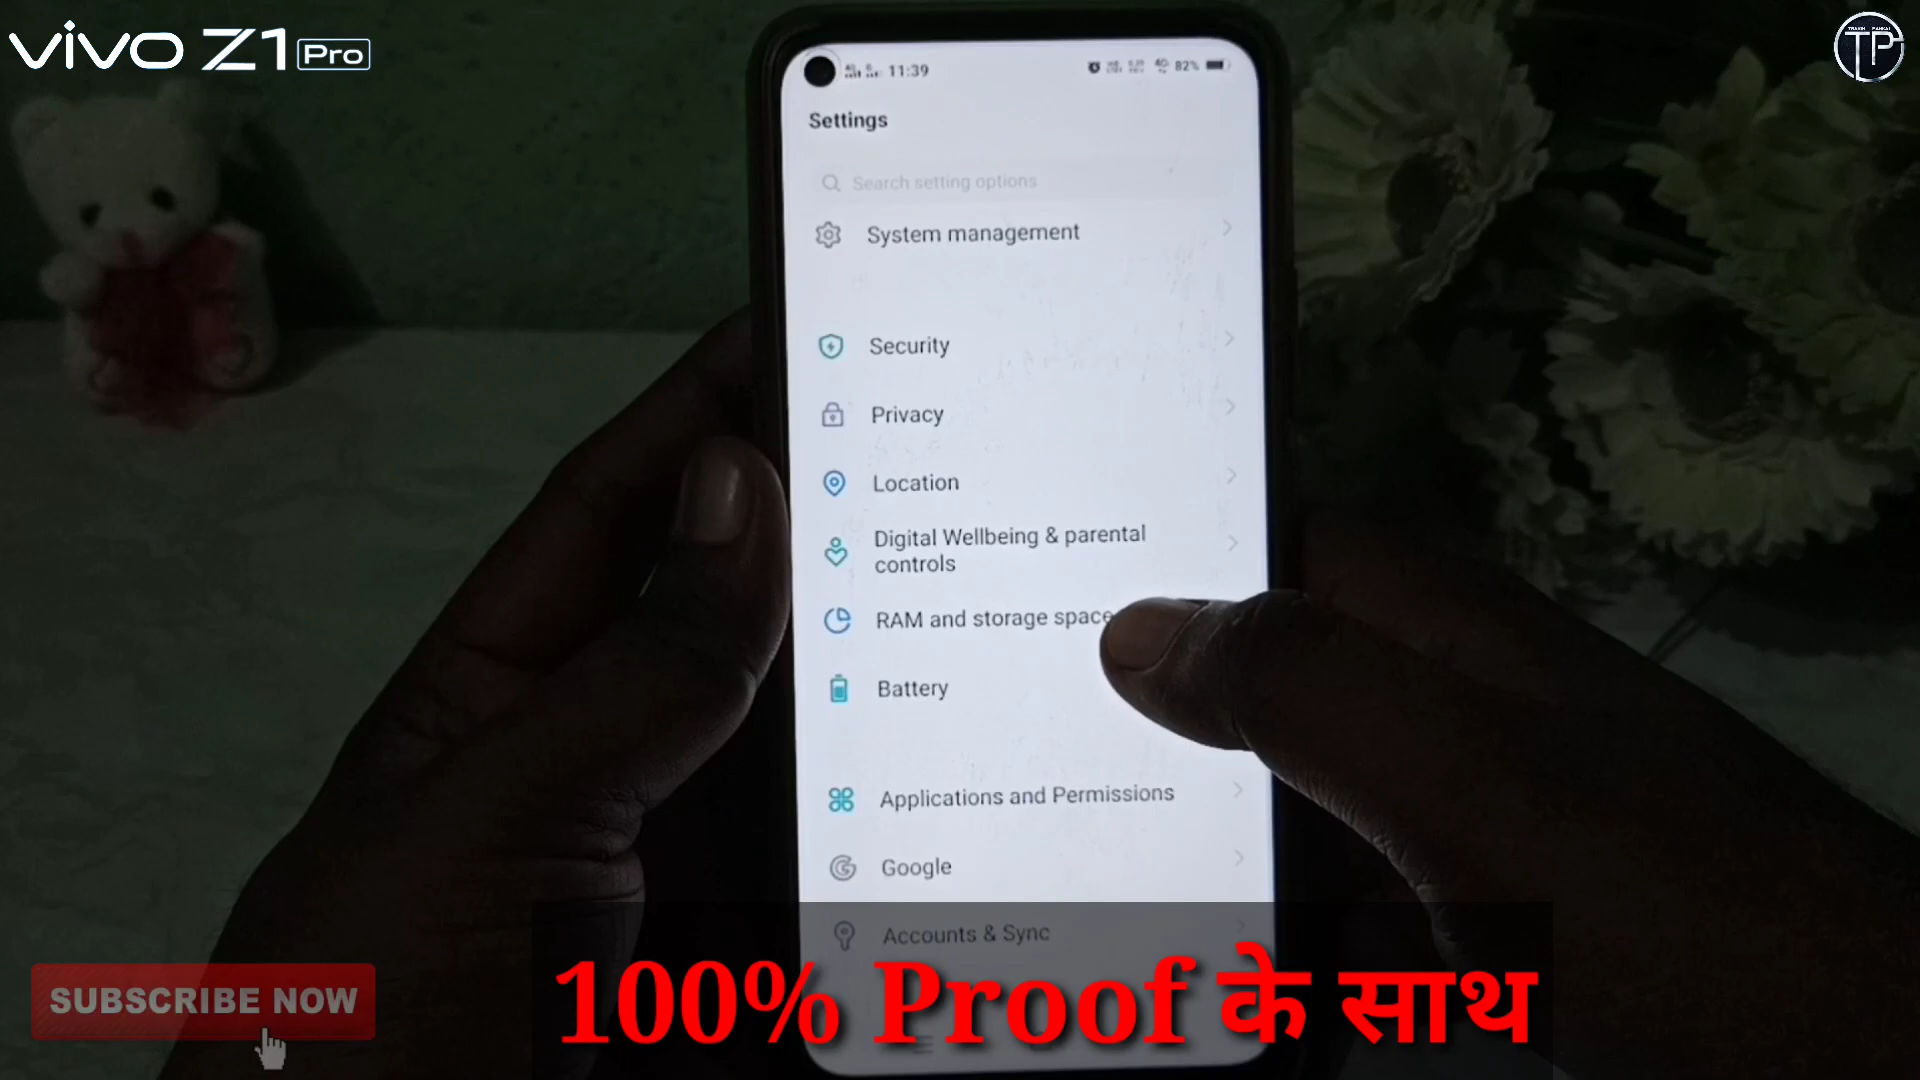 vivo Z1 Pro
TP
11:39
82%
Settings
Search setting options
System management
Security
Privacy
Location
Digital Wellbeing & parental
controls
RAM and storage space
Battery
Applications and Permissions
Google
Accounts & Sync
SUBSCRIBE NOW
100% Proof के साथ